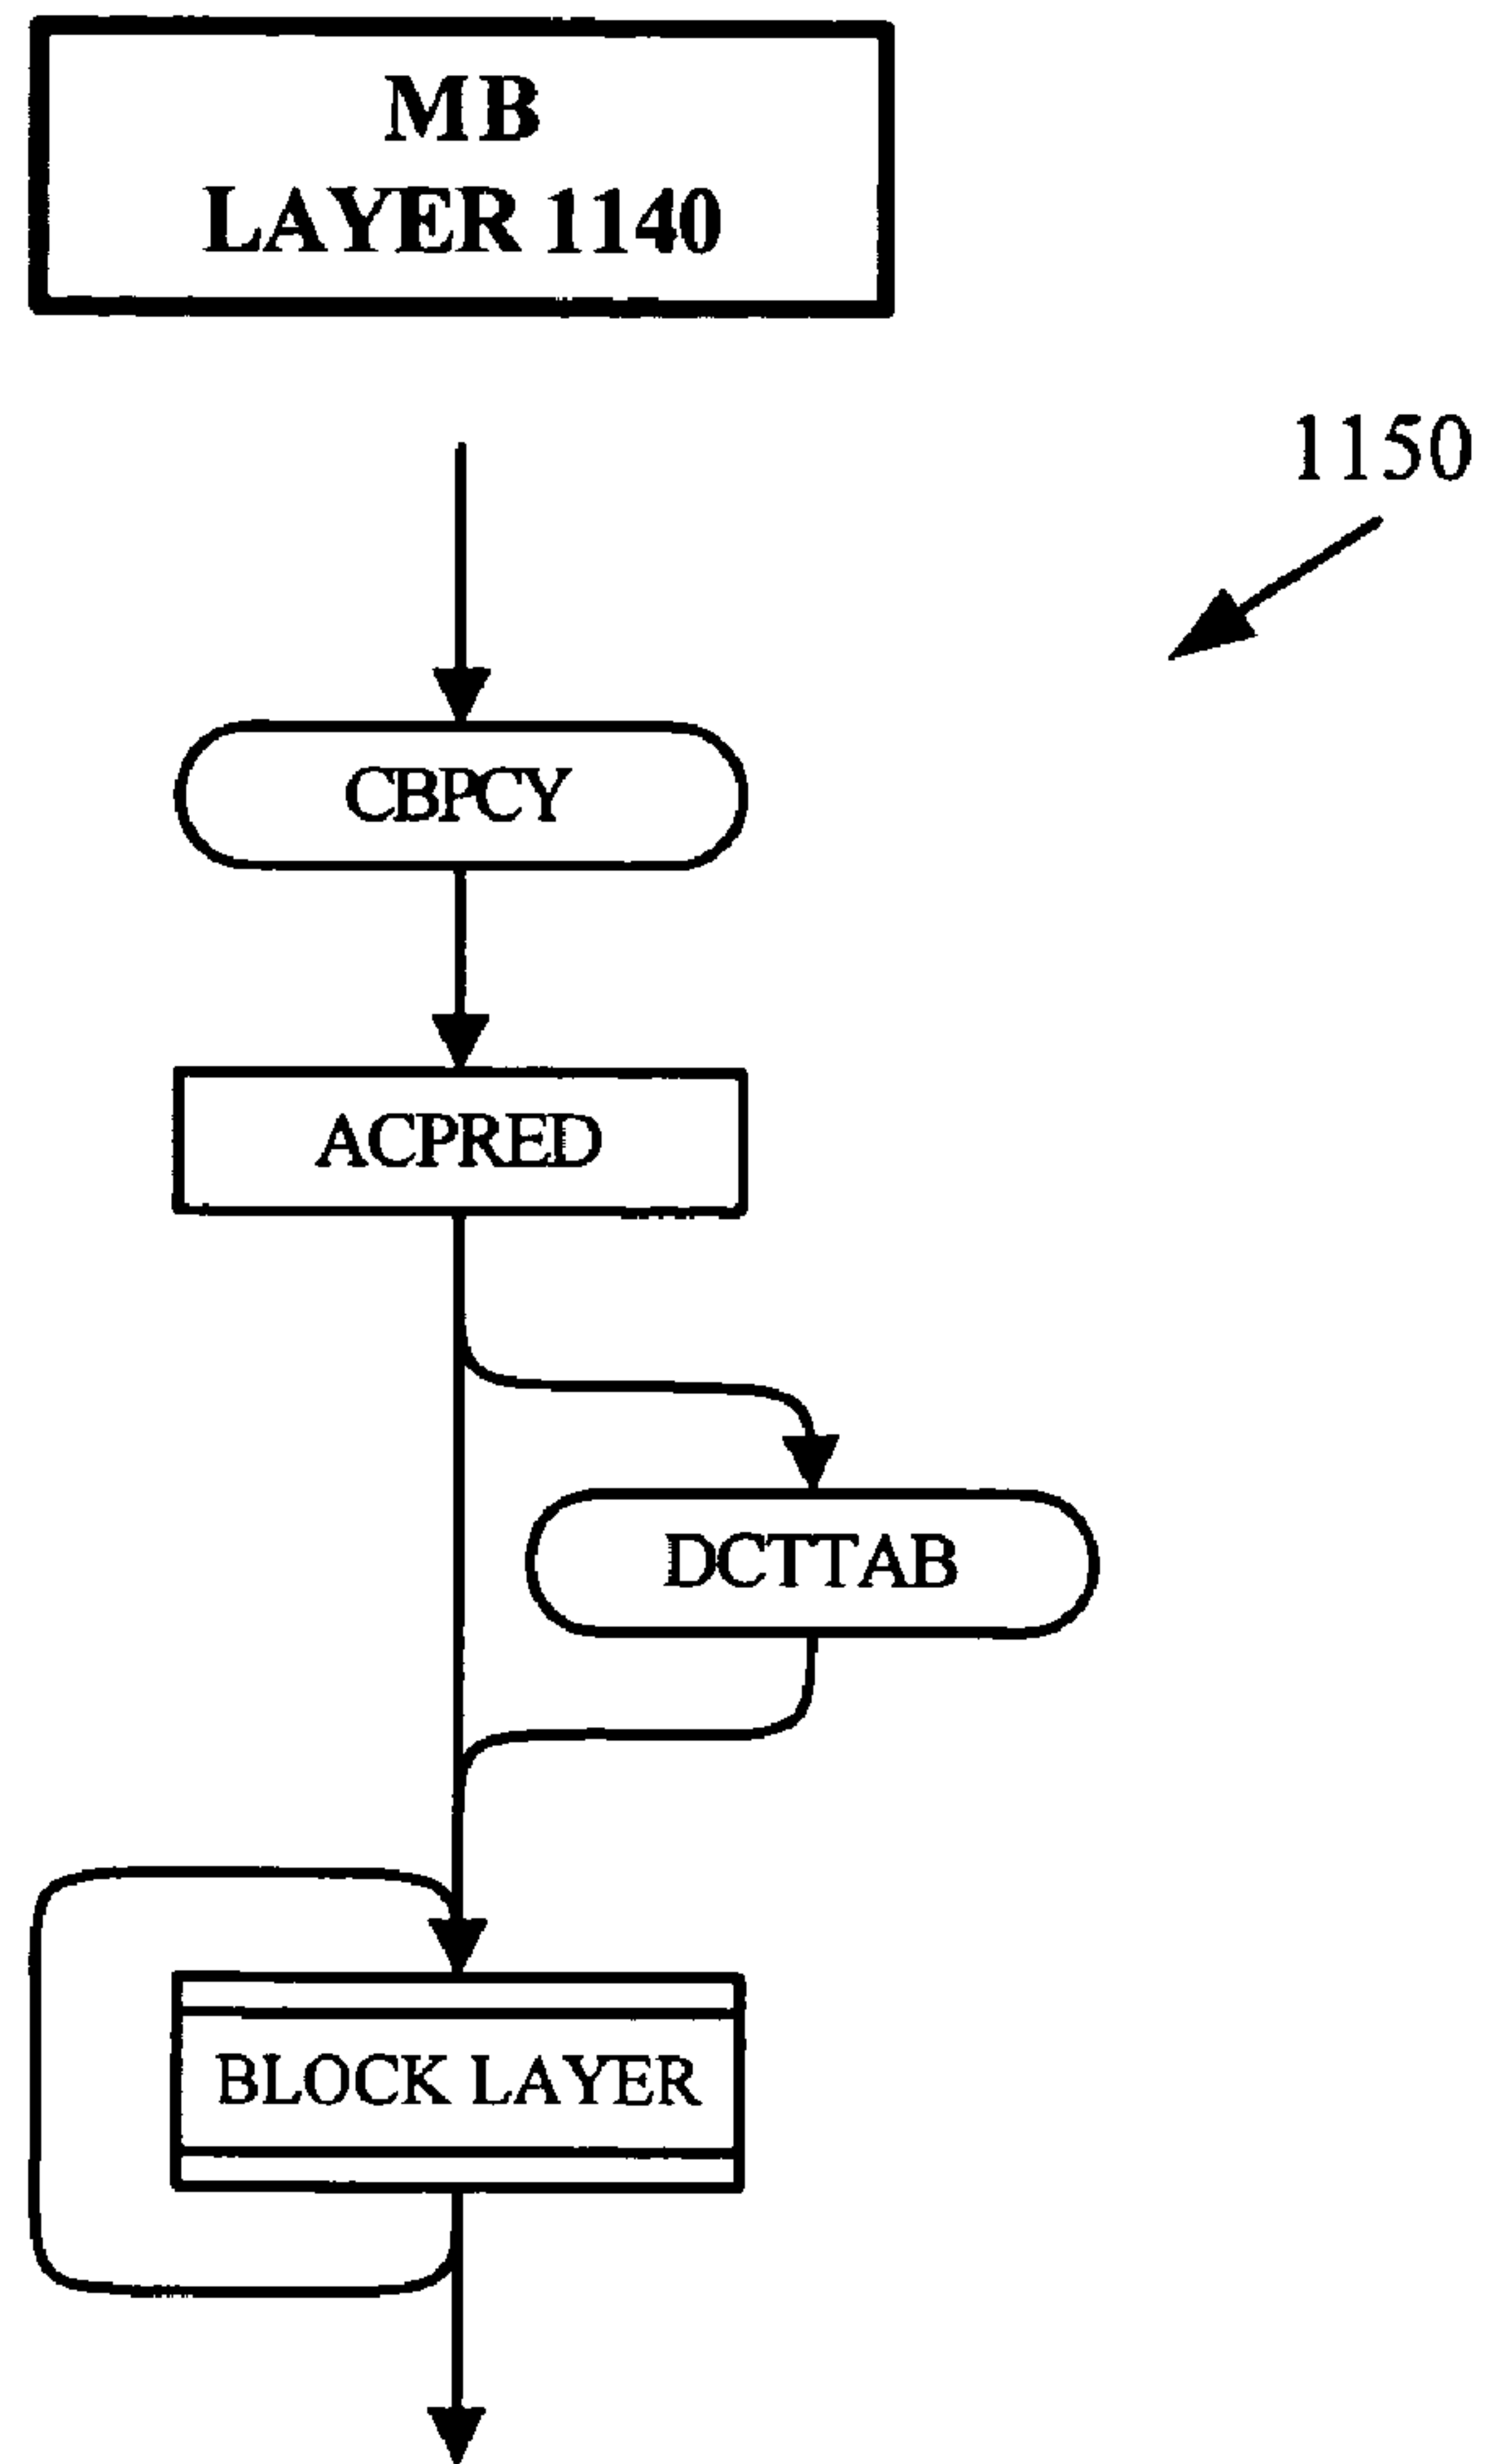 MB
LAYER 1140
1150
CBPCY
ACPRED
DCTTAB
BLOCK LAYER